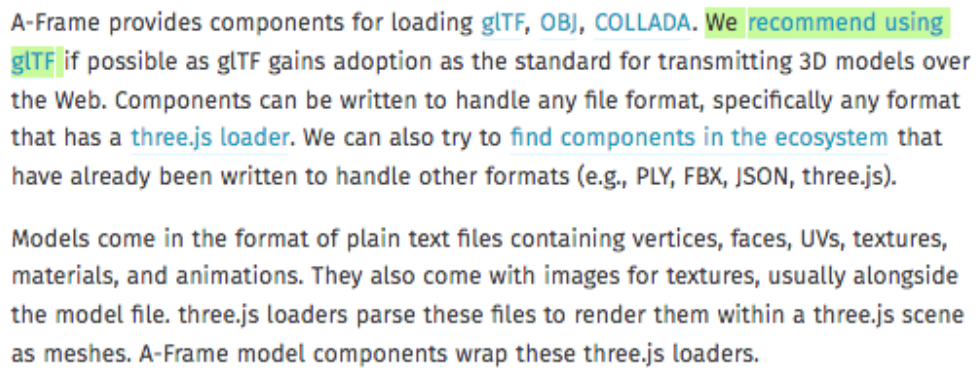 A-Frame provides components for loading glTF, OBJ, COLLADA. We recommend using
glTF if possible as glTF gains adoption as the standard for transmitting 3D models over
the Web. Components can be written to handle any file format, specifically any format
that has a three.js loader. We can also try to find components in the ecosystem that
have already been written to handle other formats (e.g., PLY, FBX, JSON, three.js).
Models come in the format of plain text files containing vertices, faces, UVs, textures,
materials, and animations. They also come with images for textures, usually alongside
the model file. three.js loaders parse these files to render them within a three.js scene
as meshes. A-Frame model components wrap these three.js loaders.